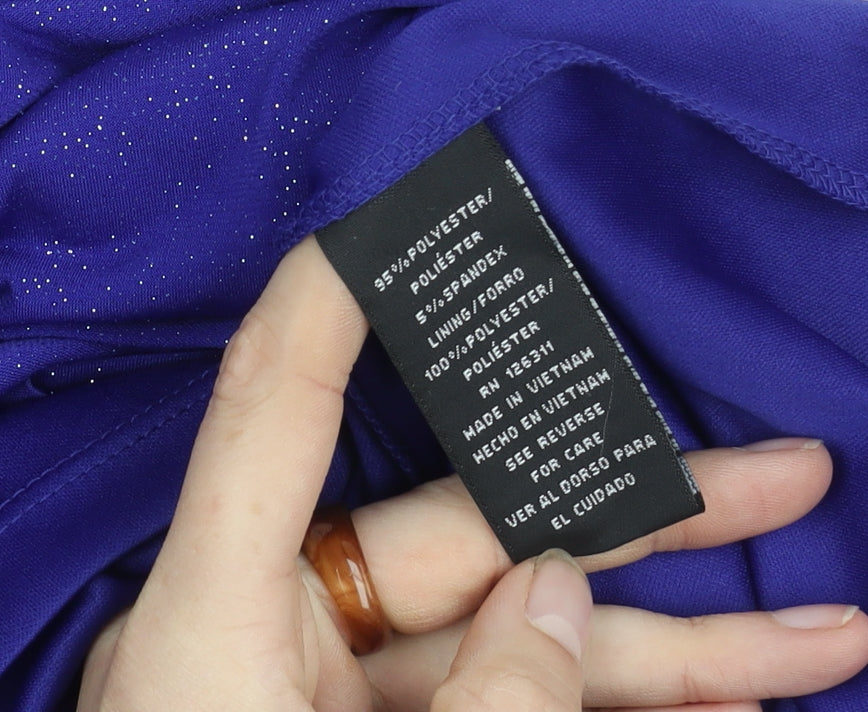 95% POLYESTER/
POLIÉSTER
5% SPANDEX
LINING/FORRO
100% POLYESTER/
POLIÉSTER
RN 126311
MADE IN VIETNAM
HECHO EN VIETNAM
SEE REVERSE
FOR CARE
VER AL DORSO PARA
EL CUIDADO